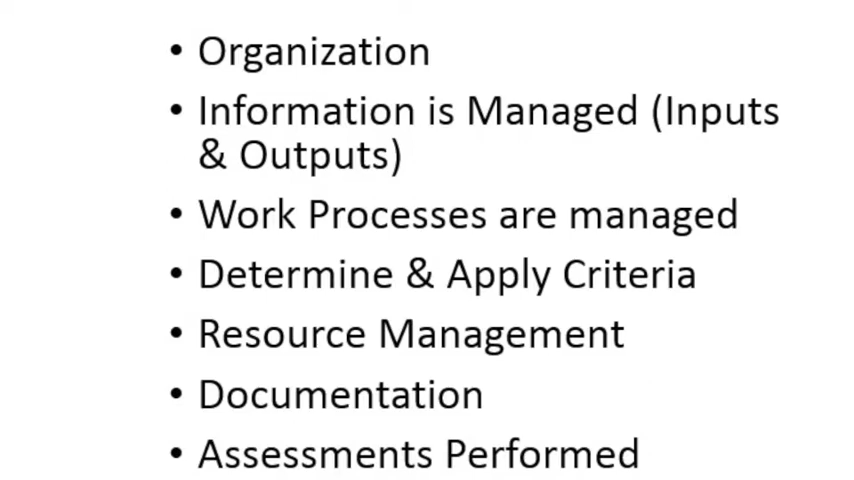 • Organization
• Information is Managed (Inputs
& Outputs)
• Work Processes are managed
• Determine & Apply Criteria
• Resource Management
• Documentation
• Assessments Performed